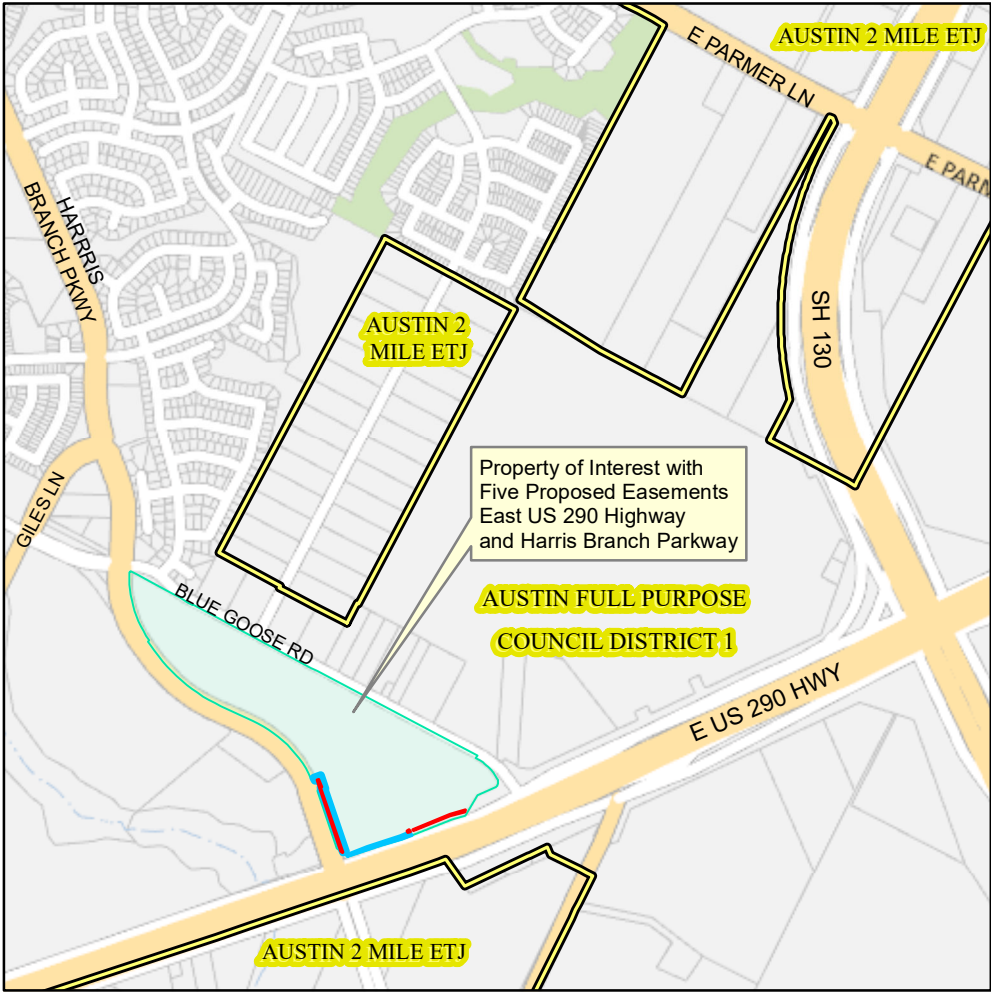 AUSTIN 2 MILE ETJ
E PARMER LN
E PARM
HARRRIS
BRANCH PKWY
SH 130
AUSTIN 2
MILE ETJ
GILES LN
Property of Interest with
Five Proposed Easements
East US 290 Highway
and Harris Branch Parkway
BLUE GOOSE RD
AUSTIN FULL PURPOSE
COUNCIL DISTRICT 1
E US 290 HWY
AUSTIN 2 MILE ETJ